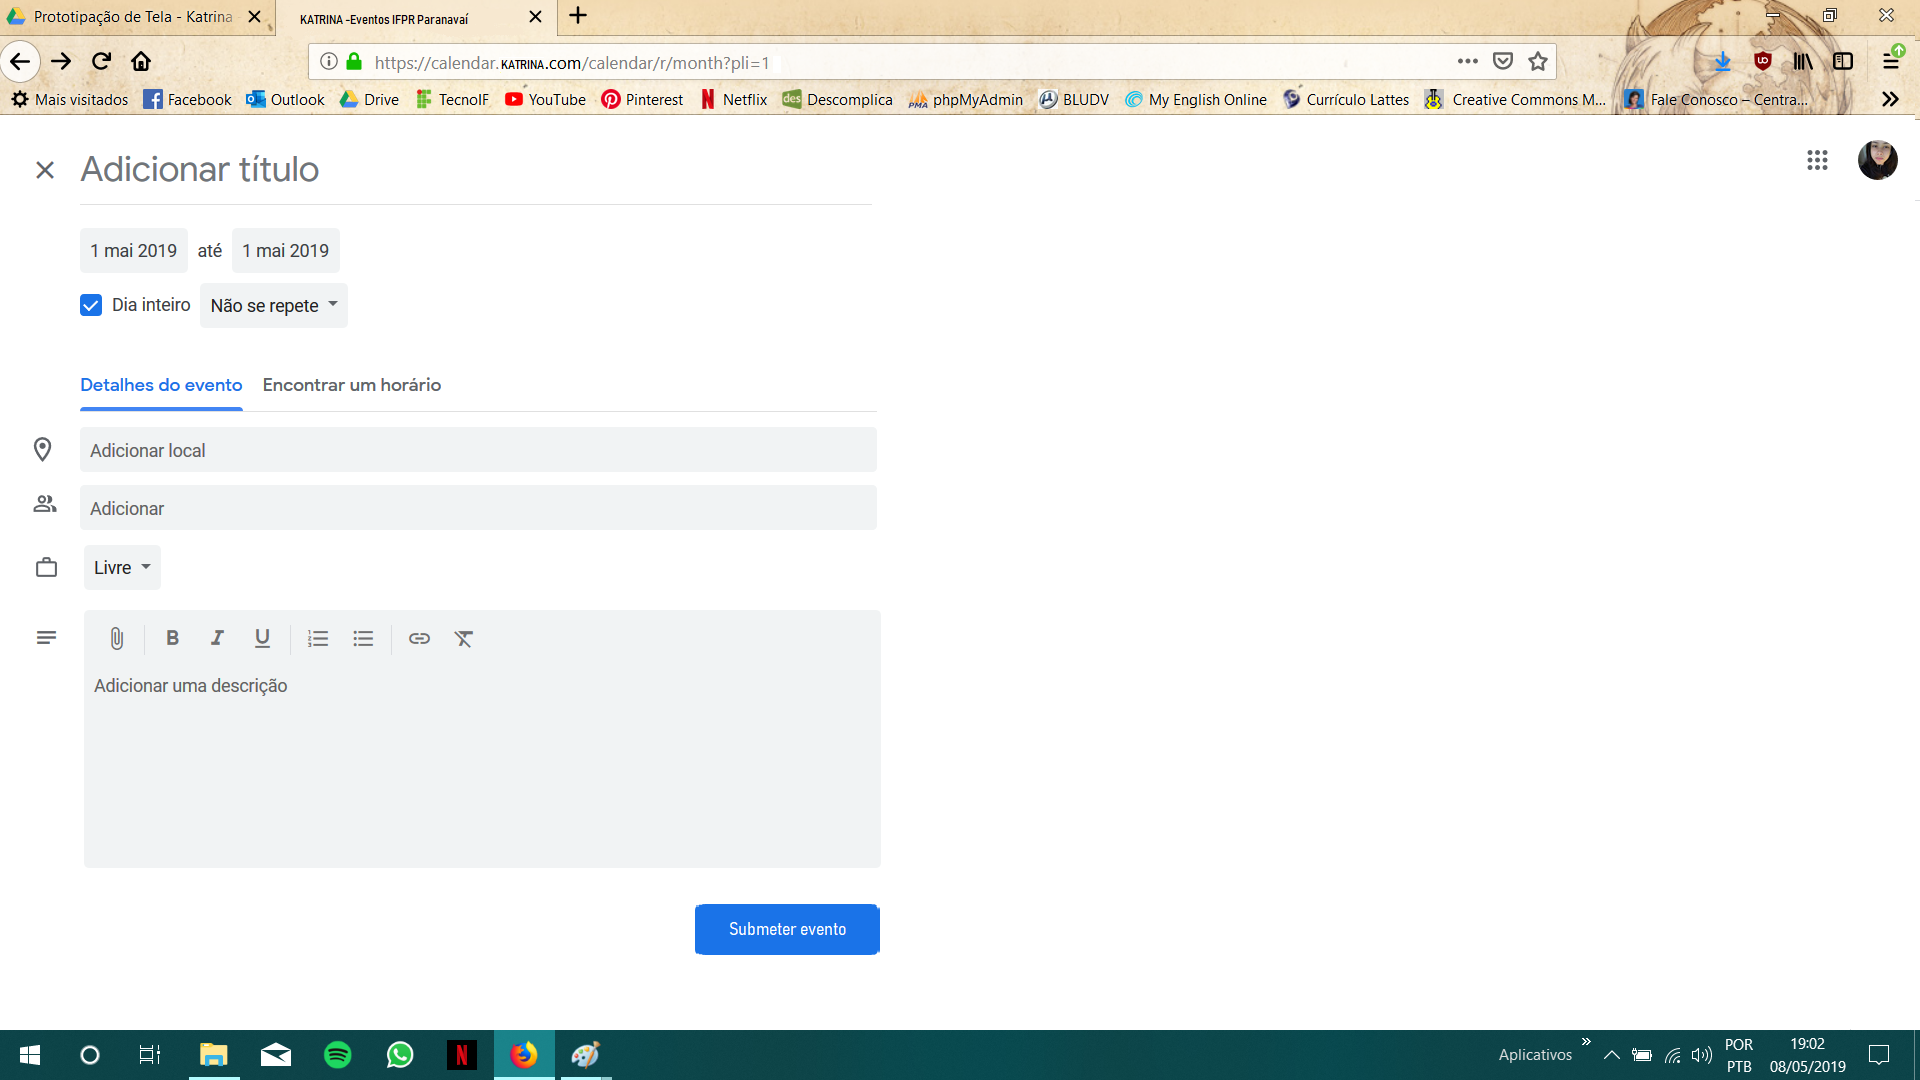 Prototipação de Tela - Katrina
KATRINA -Eventos IFPR Paranavaí
https://calendar.KATRINA.com/calendar/r/month?pli=1
Mais visitados Facebook Outlook Drive TecnoIF YouTube Pinterest Netflix des Descomplica PMA phpMyAdmin BLUDV My English Online Currículo Lattes Creative Commons M... Fale Conosco – Centra...
Adicionar título
1 mai 2019 até 1 mai 2019
Dia inteiro Não se repete
Detalhes do evento Encontrar um horário
Adicionar local
Adicionar
Livre
B I U
Adicionar uma descrição
Submeter evento
Aplicativos
POR
PTB
19:02
08/05/2019